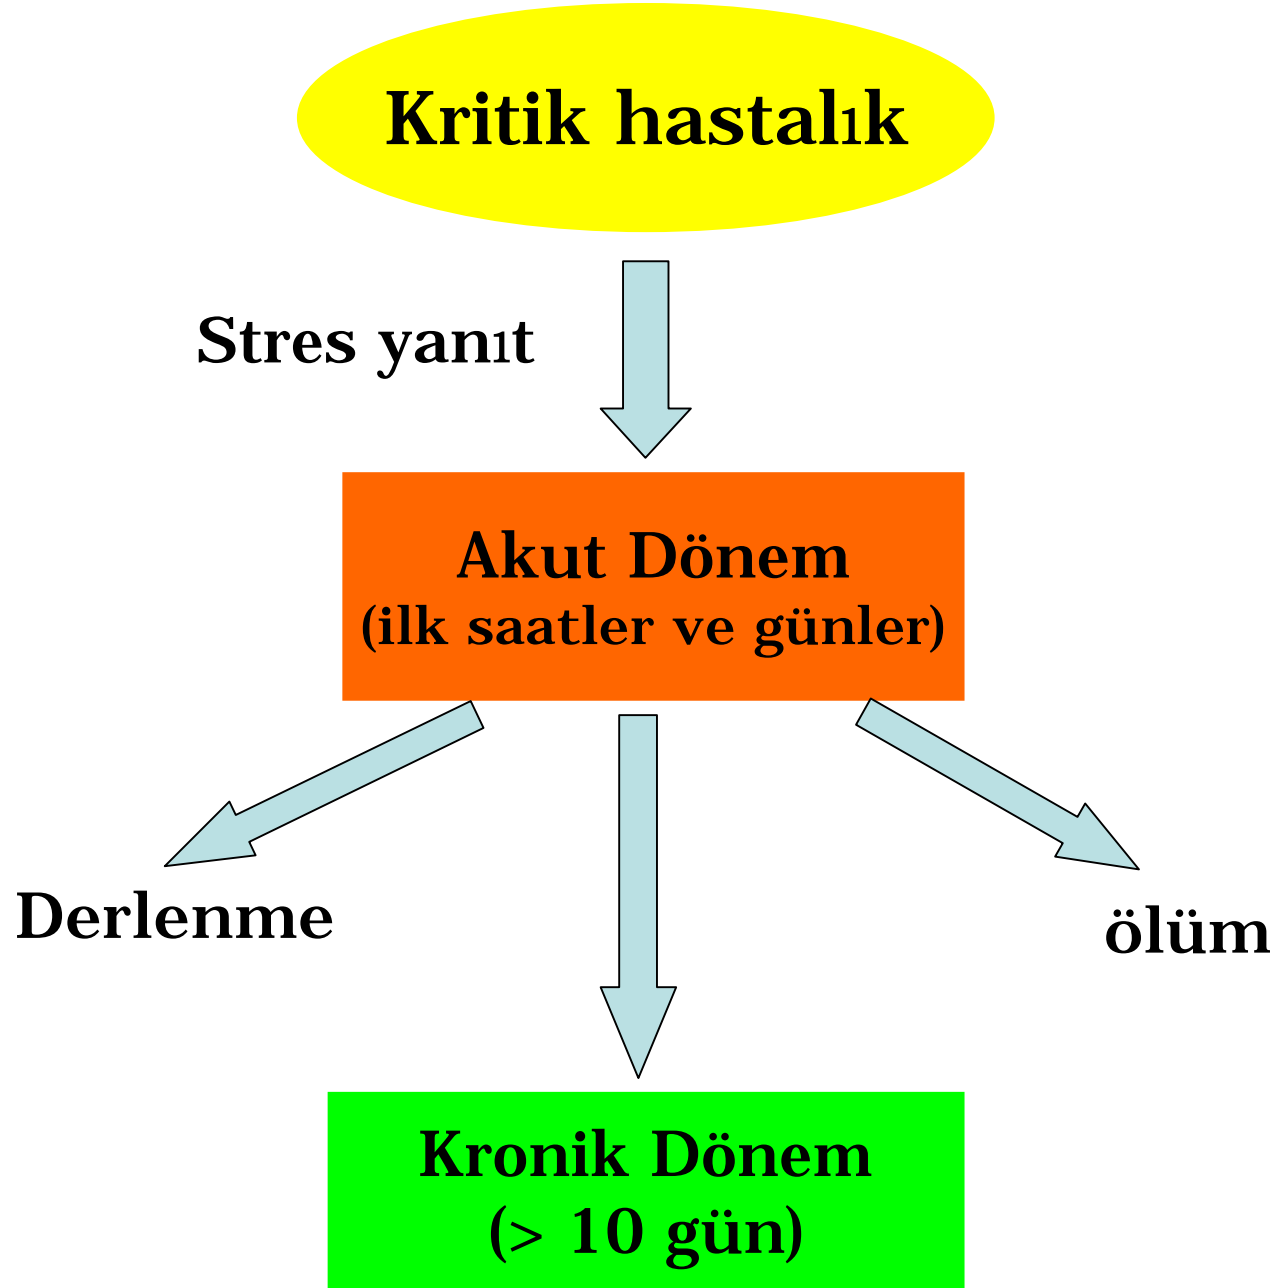 Kritik hastalık
Stres yanıt
Akut Dönem
(ilk saatler ve günler)
Derlenme
ölüm
Kronik Dönem
(> 10 gün)